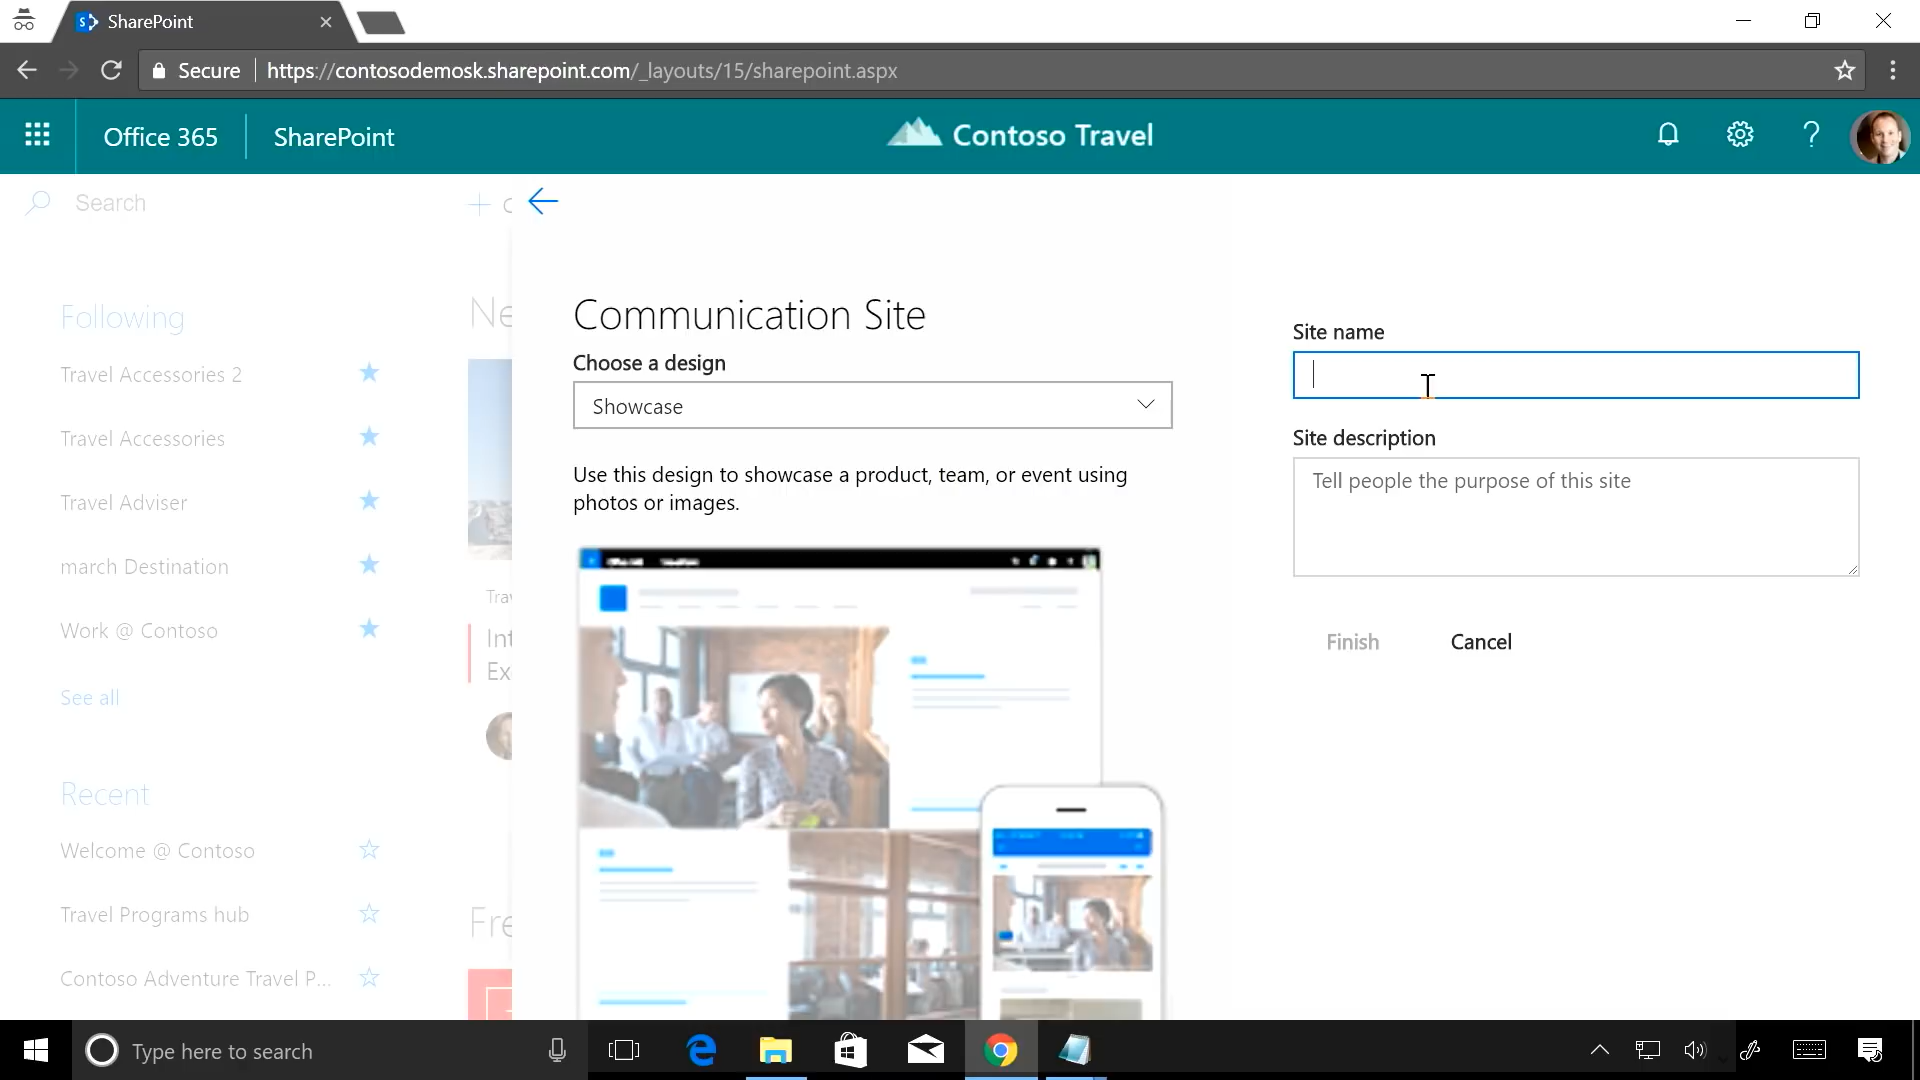 SharePoint
Secure
https://contosodemosk.sharepoint.com/_layouts/15/sharepoint.aspx
Office 365
SharePoint
Contoso Travel
Search
Communication Site
Choose a design
Showcase
Use this design to showcase a product, team, or event using
photos or images.
Site name
Site description
Tell people the purpose of this site
Finish
Cancel
Following
Travel Accessories 2
Travel Accessories
Travel Adviser
march Destination
Work @ Contoso
See all
Recent
Welcome @ Contoso
Travel Programs hub
Contoso Adventure Travel P...
Type here to search